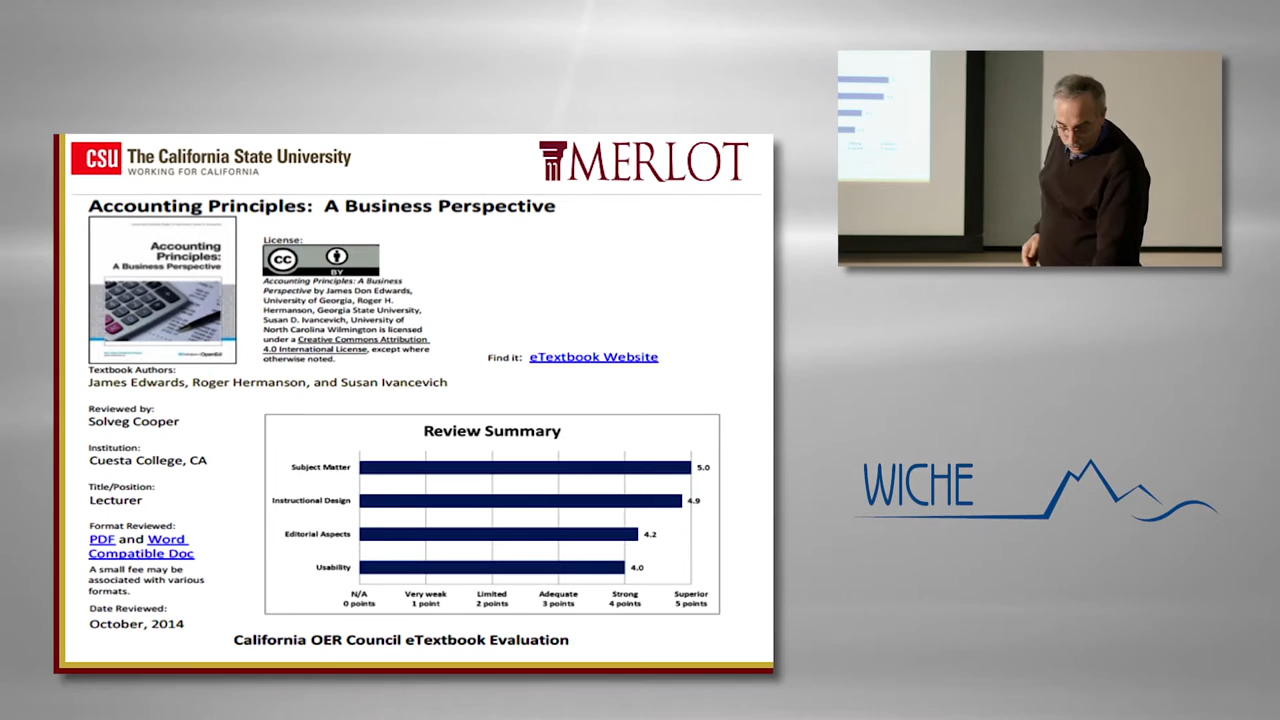 CSU The California State University
WORKING FOR CALIFORNIA
MERLOT
Accounting Principles: A Business Perspective
Accounting
Principles:
A Business Perspective
License:
cc
BY
Accounting Principles: A Business
Perspective by James Don Edwards,
University of Georgia, Roger H.
Hermanson, Georgia State University,
Susan D. Ivancevich, University of
North Carolina Wilmington is licensed
under a Creative Commons Attribution
4.0 International License, except where
otherwise noted.
Find it: eTextbook Website
Textbook Authors:
James Edwards, Roger Hermanson, and Susan Ivancevich
Reviewed by:
Solveg Cooper
Institution:
Cuesta College, CA
Title/Position:
Lecturer
Format Reviewed:
PDF and Word
Compatible Doc
A small fee may be
associated with various
formats.
Date Reviewed:
October, 2014
Review Summary
Subject Matter 5.0
Instructional Design 4.9
Editorial Aspects 4.2
Usability 4.0
N/A Very weak Limited Adequate Strong Superior
0 points 1 point 2 points 3 points 4 points 5 points
California OER Council eTextbook Evaluation
WICHE